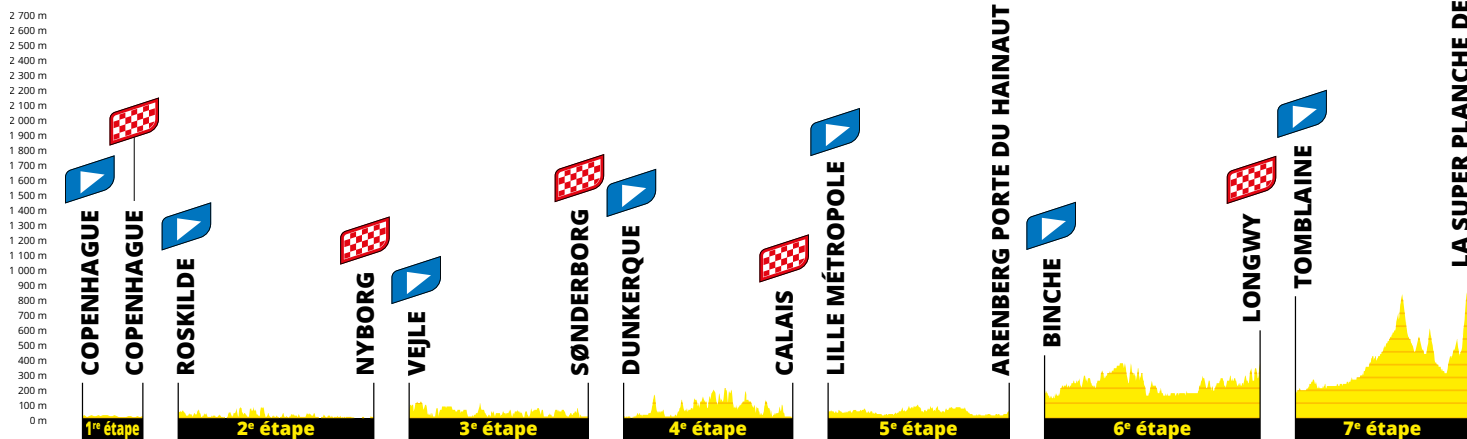 2 700 m
2 600 m
2 500 m
2 400 m
2 300 m
2 200 m
2 100 m
2 000 m
1 900 m
1 800 m
1 700 m
1 600 m
1 500 m
1 400 m
1 300 m
1 200 m
1 100 m
1 000 m
900 m
800 m
700 m
600 m
500 m
400 m
300 m
200 m
100 m
0 m
COPENHAGUE
COPENHAGUE
ROSKILDE
NYBORG
VEJLE
SØNDERBORG
DUNKERQUE
CALAIS
LILLE MÉTROPOLE
ARENBERG PORTE DU HAINAUT
BINCHE
LONGWY
TOMBLAINE
LA SUPER PLANCHE DE
1re étape
2e étape
3e étape
4e étape
5e étape
6e étape
7e étape